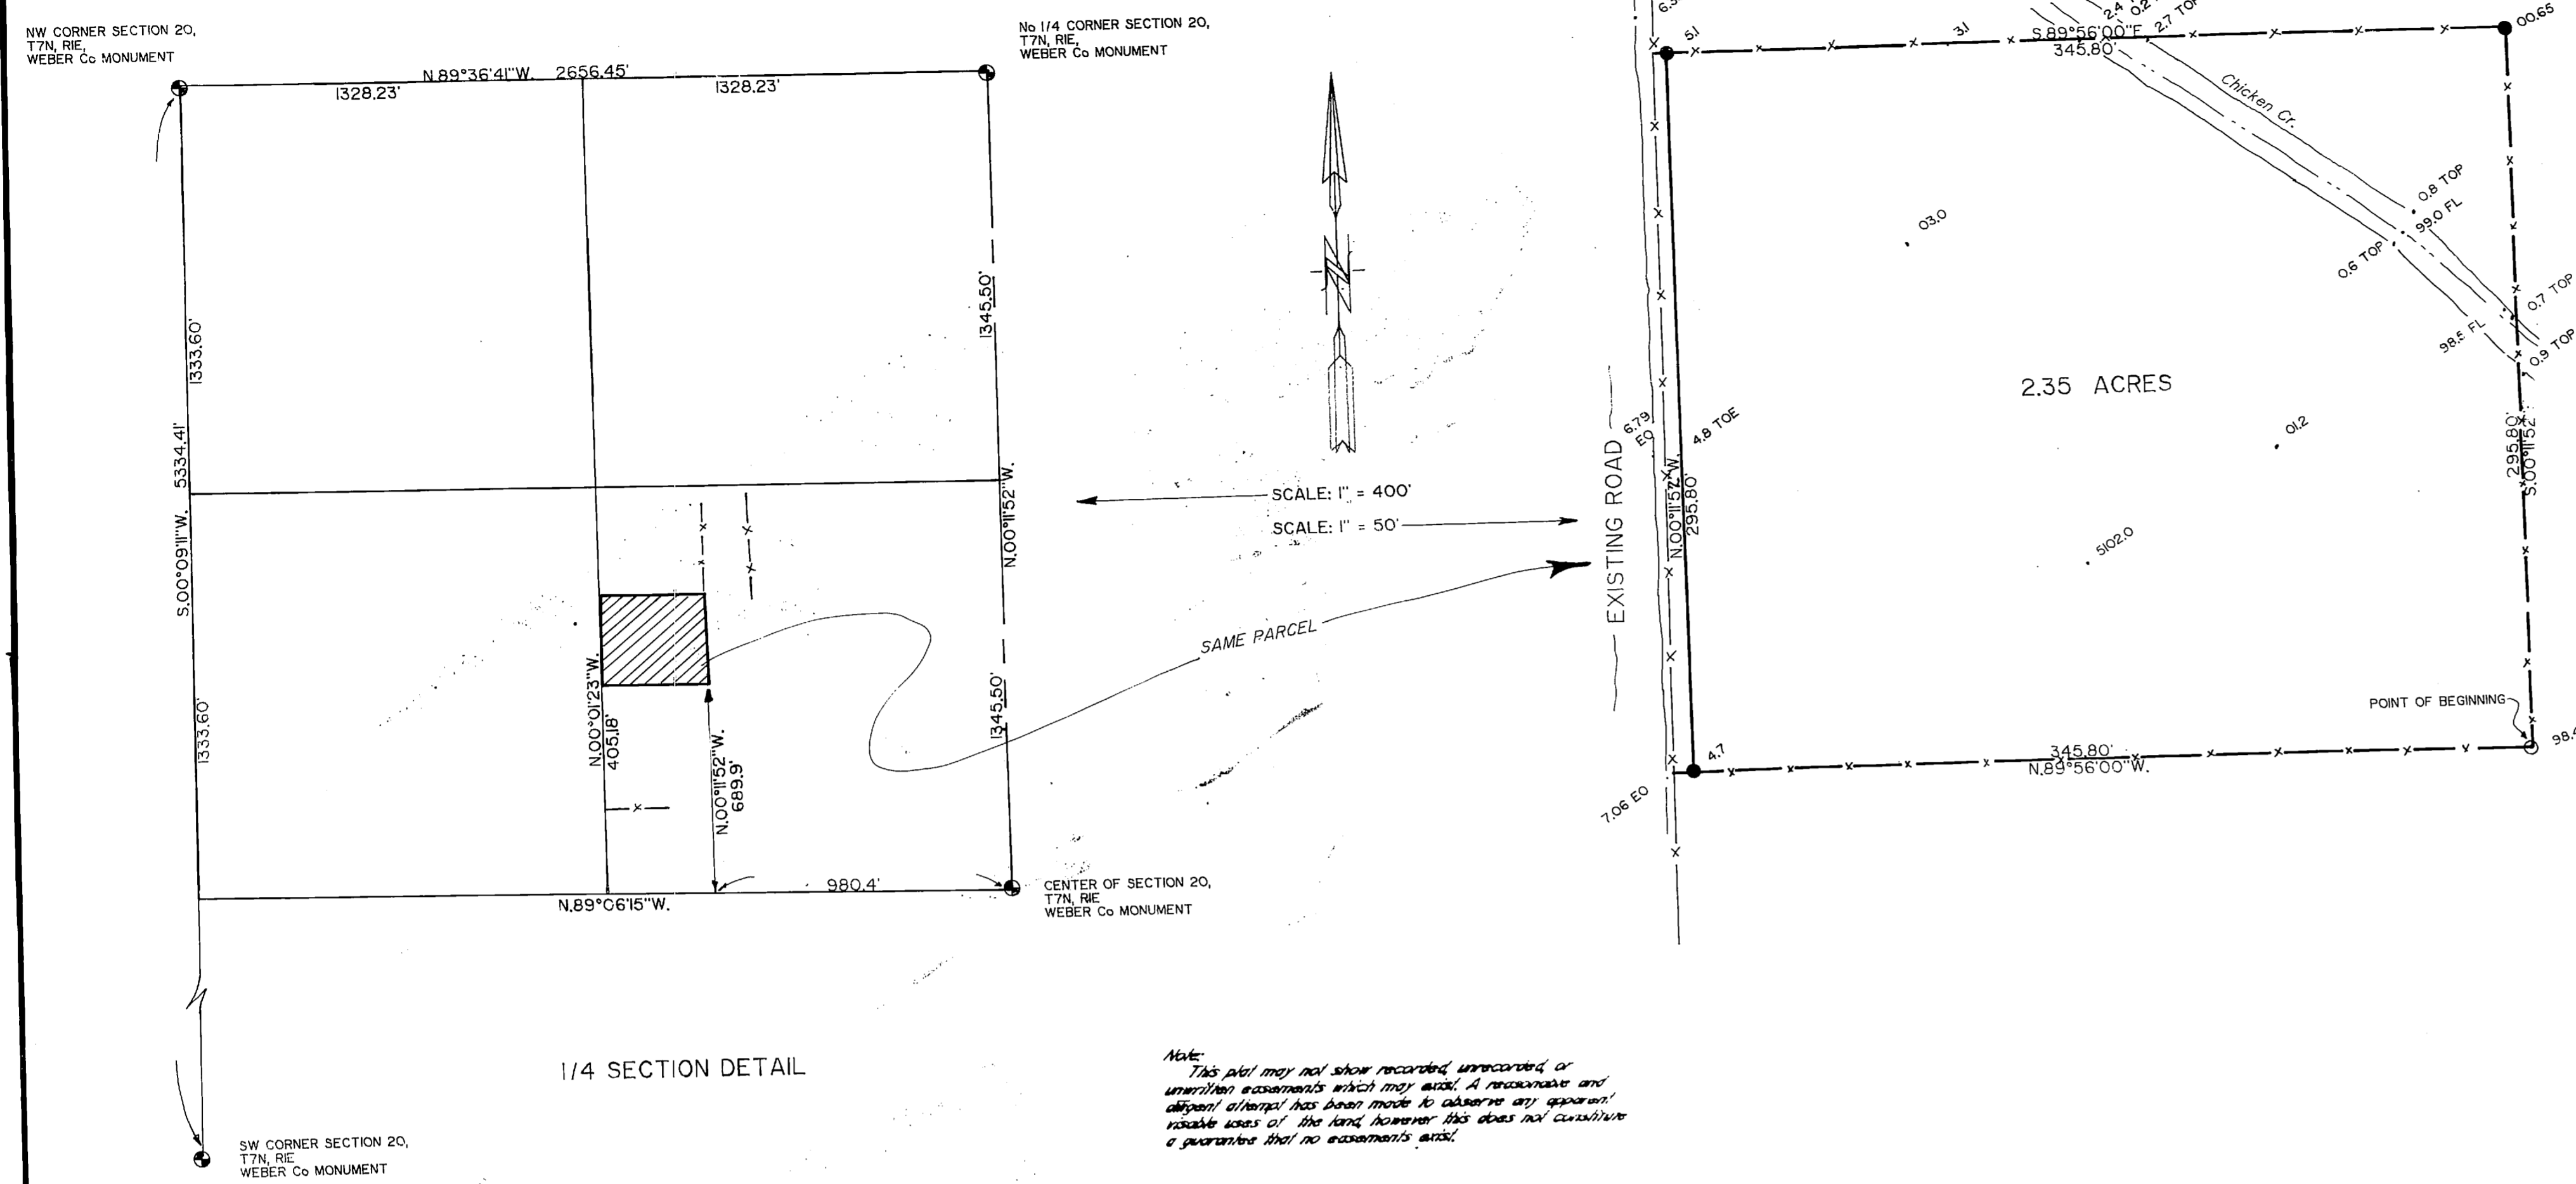 NW CORNER SECTION 20,
T7N, R1E,
WEBER Co MONUMENT
No 1/4 CORNER SECTION 20,
T7N, R1E,
WEBER Co MONUMENT
N.89°36'41"W. 2656.45'
1328.23'
1328.23'
1333.60'
5334.41'
S.00°09'11"W.
1333.60'
1345.50'
N.00°11'52"W.
1345.50'
N.00°01'23"W.
405.18'
N.00°11'52"W.
689.9'
980.4'
N.89°06'15"W.
CENTER OF SECTION 20,
T7N, R1E
WEBER Co MONUMENT
SW CORNER SECTION 20,
T7N, R1E
WEBER Co MONUMENT
1/4 SECTION DETAIL
N
SCALE: 1" = 400'
SCALE: 1" = 50'
SAME PARCEL
EXISTING ROAD
5.1
3.1
S.89°56'00"E.
345.80'
2.4
2.7 TOP
00.65
Chicken Cr.
03.0
0.8 TOP
99.0 FL
0.6 TOP
0.7 TOP
98.5 FL
0.9 TOP
2.35 ACRES
6.79
EO
4.8 TOE
N.00°11'52"W.
295.80'
01.2
295.80'
S.00°11'52"
5102.0
POINT OF BEGINNING
4.7
345.80'
N.89°56'00"W.
7.06 EO
Note:
This plat may not show recorded, unrecorded, or
unwritten easements which may exist. A reasonable and
diligent attempt has been made to observe any apparent
visable uses of the land, however this does not constitute
a guarantee that no easements exist.